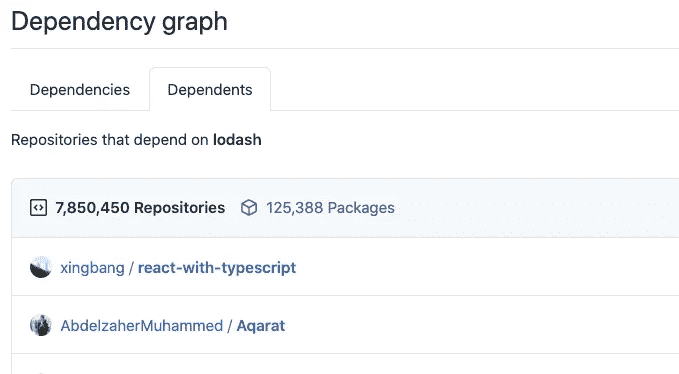 Dependency graph
Dependencies Dependents
Repositories that depend on lodash
7,850,450 Repositories 125,388 Packages
xingbang / react-with-typescript
AbdelzaherMuhammed / Aqarat